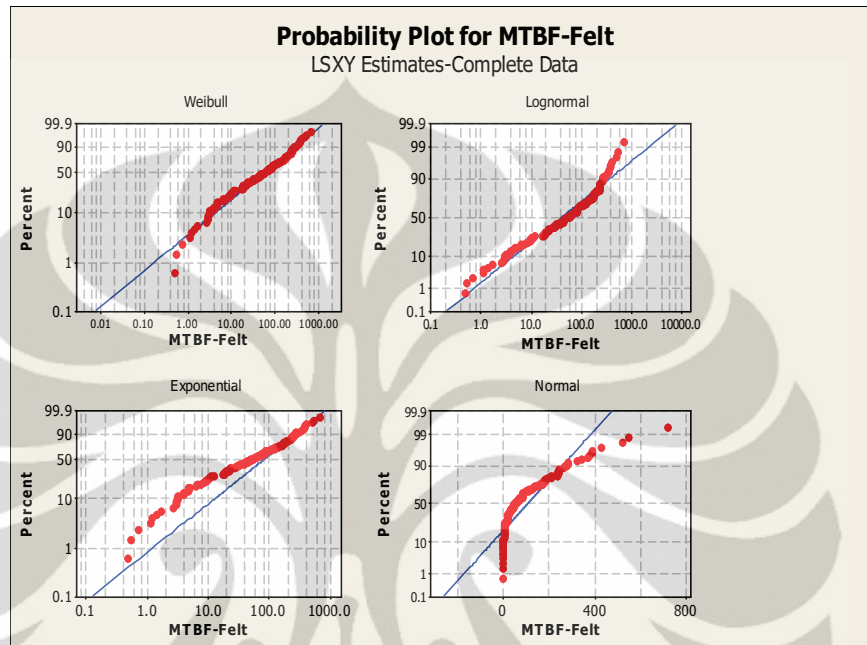 Probability Plot for MTBF-Felt
LSXY Estimates-Complete Data
Weibull
Percent
99.9
90
50
10
1
0.1
0.01 0.10 1.00 10.00 100.00 1000.00
MTBF-Felt
Lognormal
Percent
99.9
99
90
50
10
1
0.1
0.1 1.0 10.0 100.0 1000.0 10000.0
MTBF-Felt
Exponential
Percent
99.9
90
50
10
1
0.1
0.1 1.0 10.0 100.0 1000.0
MTBF-Felt
Normal
Percent
99.9
99
90
50
10
1
0.1
0 400 800
MTBF-Felt